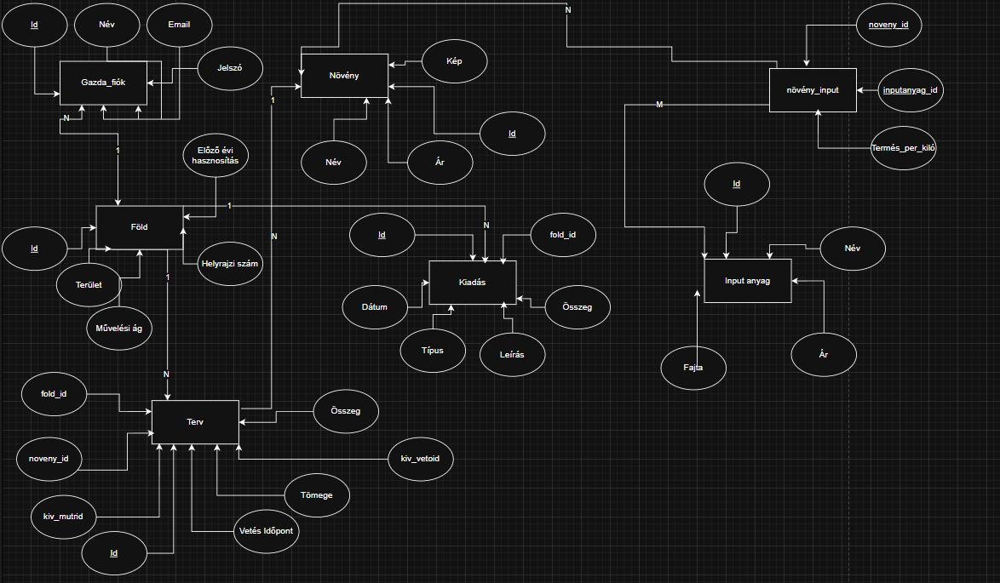 Id
Név
Email
Jelszó
Gazda_fiók
N
1
Előző évi
hasznosítás
Növény
Kép
Id
Név
Ár
1
N
N
noveny_id
növény_input
inputanyag_id
Termés_per_kiló
M
Id
Név
Input anyag
Fajta
Ár
Föld
1
N
Id
Terület
Művelési ág
Helyrajzi szám
1
N
Id
fold_id
Kiadás
Dátum
Típus
Leírás
Összeg
fold_id
Terv
Összeg
noveny_id
kiv_vetoid
kiv_mutrid
Tömege
Vetés Időpont
Id